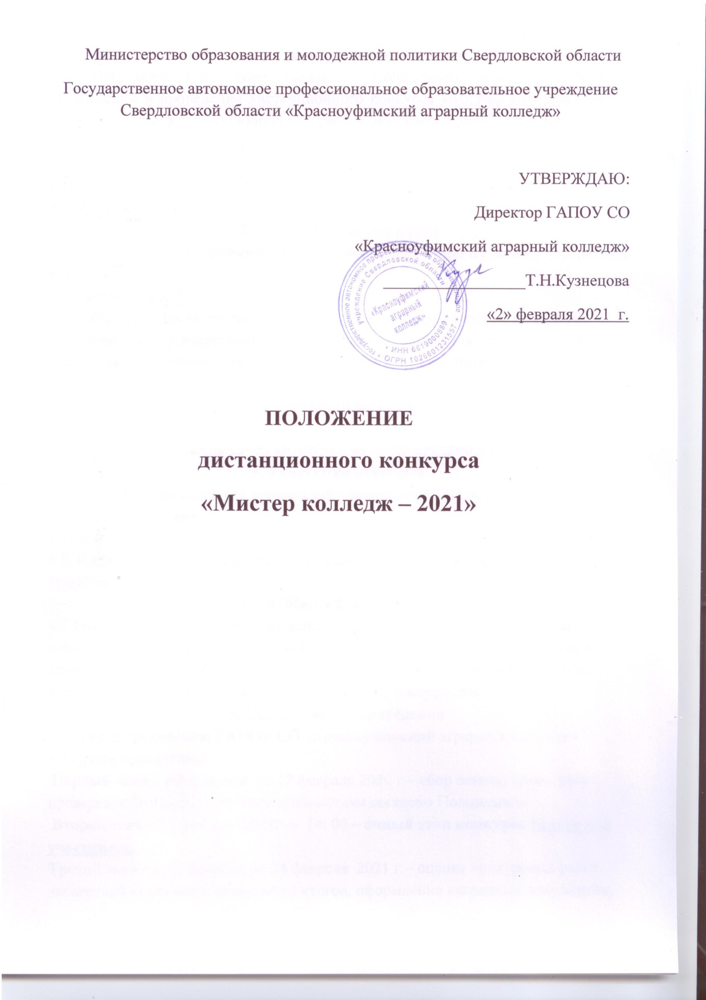 Министерство образования и молодежной политики Свердловской области
Государственное автономное профессиональное образовательное учреждение
Свердловской области «Красноуфимский аграрный колледж»
УТВЕРЖДАЮ:
Директор ГАПОУ СО
«Красноуфимский аграрный колледж»
Т.Н.Кузнецова
«2» февраля 2021 г.
государственное автономное профессиональное образовательное
учреждение Свердловской области
«Красноуфимский
аграрный
колледж»
* ИНН 6619000889 *
* ОГРН 1026601231557 *
ПОЛОЖЕНИЕ
дистанционного конкурса
«Мистер колледж – 2021»